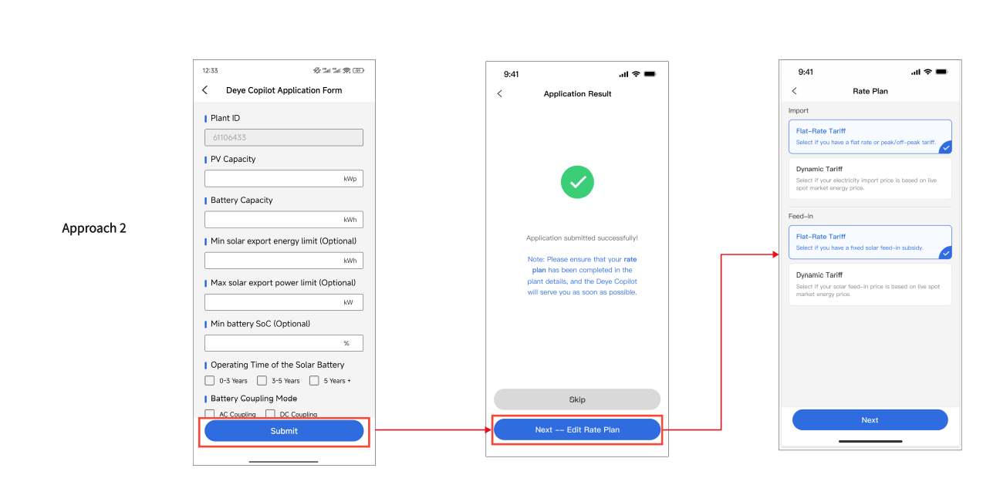 Approach 2
12:33
Deye Copilot Application Form
Plant ID
61106433
PV Capacity
kWp
Battery Capacity
kWh
Min solar export energy limit (Optional)
kWh
Max solar export power limit (Optional)
kW
Min battery SoC (Optional)
%
Operating Time of the Solar Battery
0-3 Years 3-5 Years 5 Years +
Battery Coupling Mode
AC Coupling DC Coupling
Submit
9:41
Application Result
Application submitted successfully!
Note: Please ensure that your rate
plan has been completed in the
plant details, and the Deye Copilot
will serve you as soon as possible.
Skip
Next -- Edit Rate Plan
9:41
Rate Plan
Import
Flat-Rate Tariff
Select if you have a flat rate or peak/off-peak tariff.
Dynamic Tariff
Select if your electricity import price is based on live
spot market energy price.
Feed-In
Flat-Rate Tariff
Select if you have a fixed solar feed-in subsidy.
Dynamic Tariff
Select if your solar feed-in price is based on live spot
market energy price.
Next